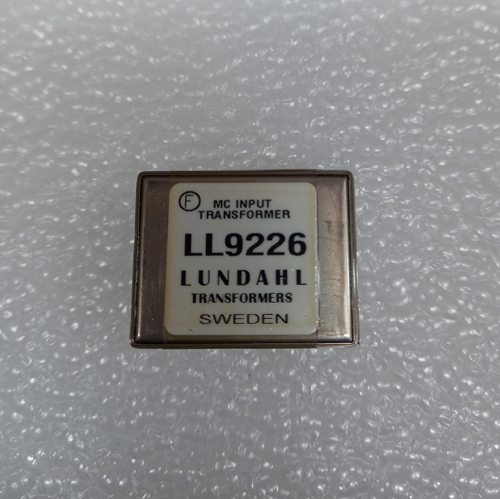 F MC INPUT
TRANSFORMER
LL9226
LUNDAHL
TRANSFORMERS
SWEDEN